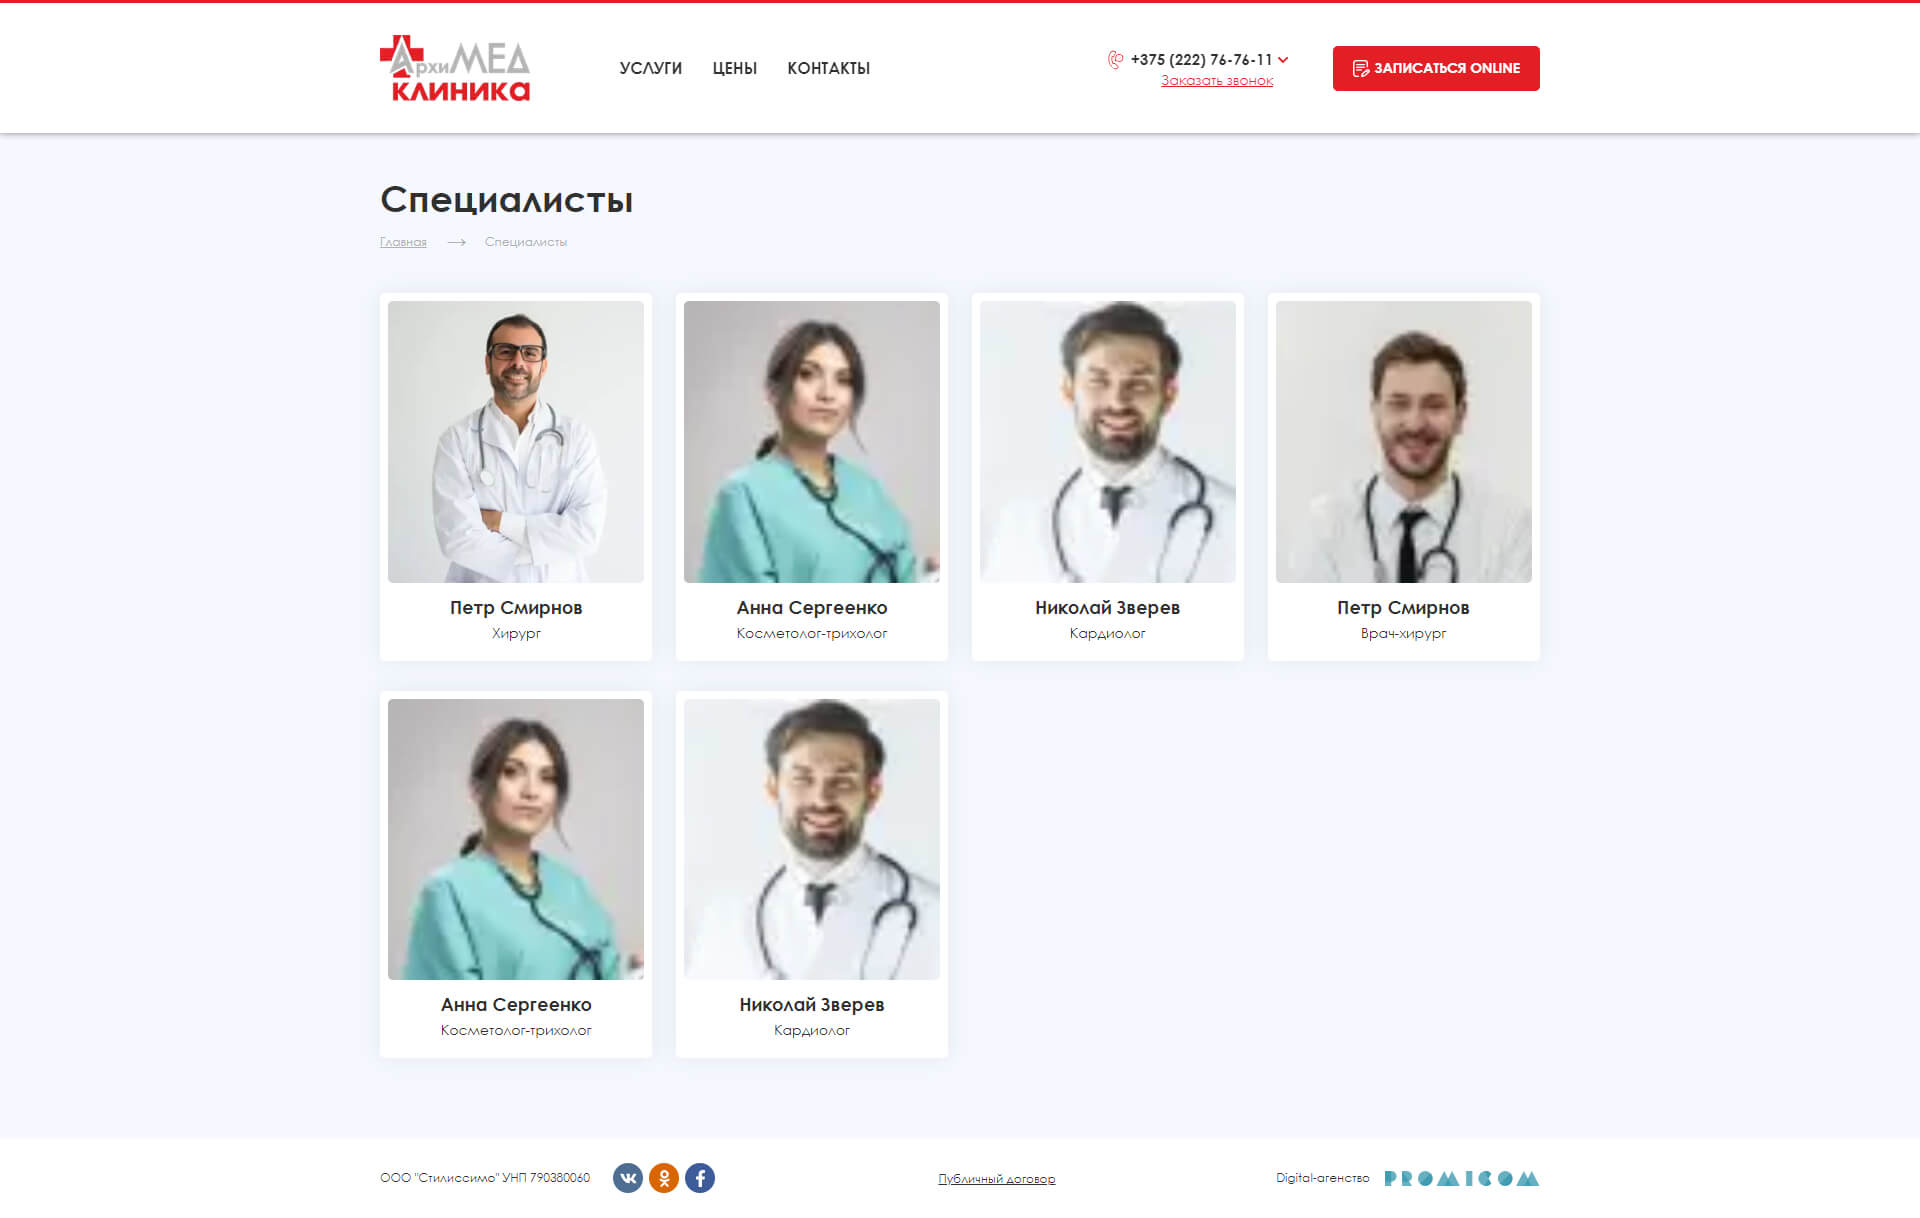 АрхиМЕД
клиника
УСЛУГИ
ЦЕНЫ
КОНТАКТЫ
+375 (222) 76-76-11
Заказать звонок
ЗАПИСАТЬСЯ ONLINE
Специалисты
Главная
Специалисты
Петр Смирнов
Хирург
Анна Сергеенко
Косметолог-трихолог
Николай Зверев
Кардиолог
Петр Смирнов
Врач-хирург
Анна Сергеенко
Косметолог-трихолог
Николай Зверев
Кардиолог
ООО "Стилиссимо" УНП 790380060
Публичный договор
Digital-агенство
PROMICOM